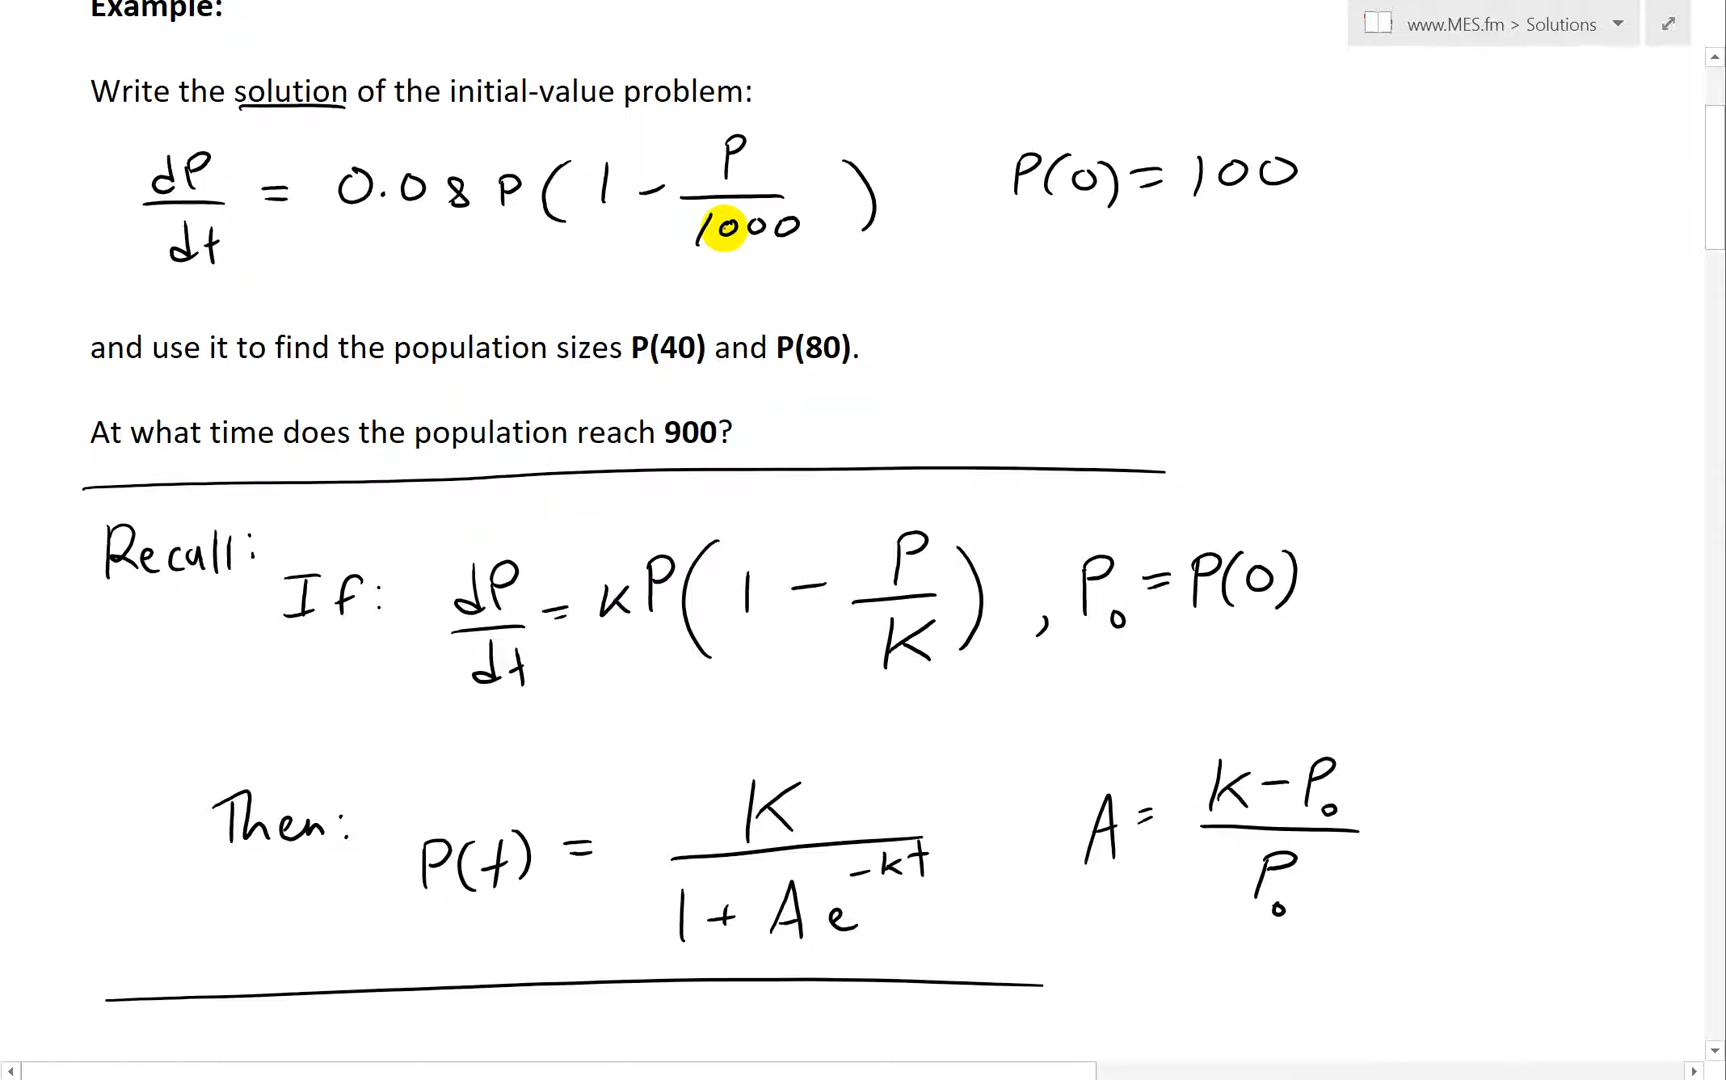 Example:
www.MES.fm > Solutions
Write the solution of the initial-value problem:
dP/dt = 0.08 P ( 1 - P/1000 )    P(0) = 100
and use it to find the population sizes P(40) and P(80).
At what time does the population reach 900?
Recall: If: dP/dt = kP( 1 - P/K ) , P₀ = P(0)
Then: P(t) = K / (1 + A e^(-kt))    A = (K - P₀) / P₀